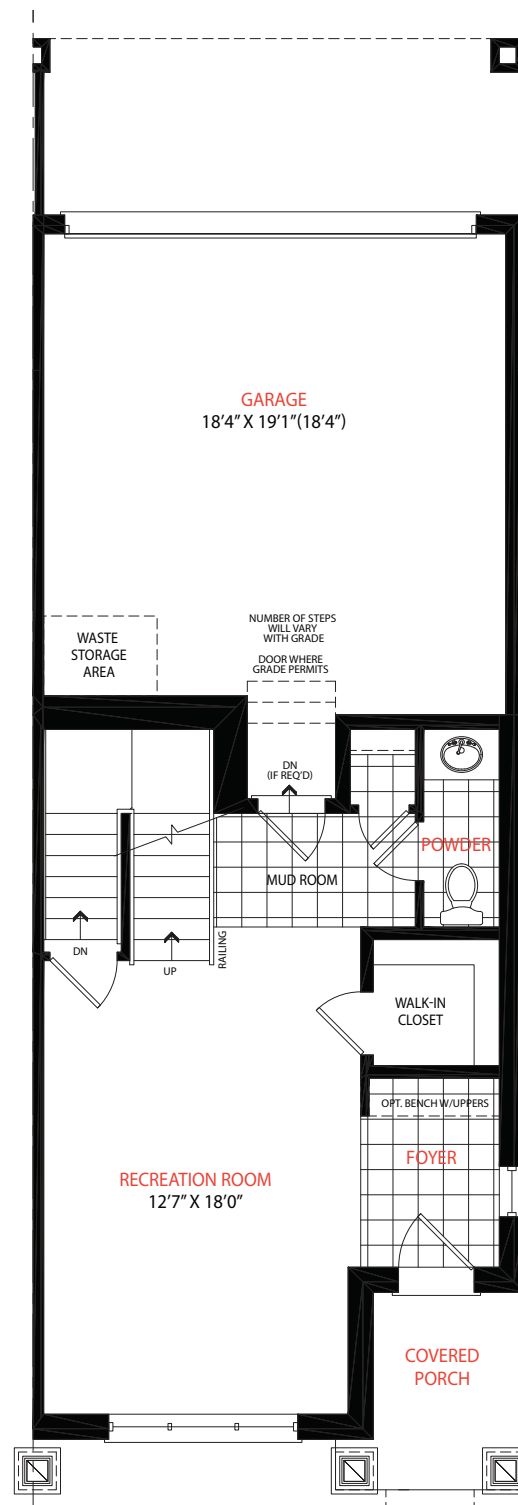 GARAGE
18'4" X 19'1"(18'4")
NUMBER OF STEPS
WILL VARY
WITH GRADE
DOOR WHERE
GRADE PERMITS
WASTE
STORAGE
AREA
DN
(IF REQ'D)
POWDER
MUD ROOM
DN
UP
RAILING
WALK-IN
CLOSET
OPT. BENCH W/UPPERS
FOYER
RECREATION ROOM
12'7" X 18'0"
COVERED
PORCH